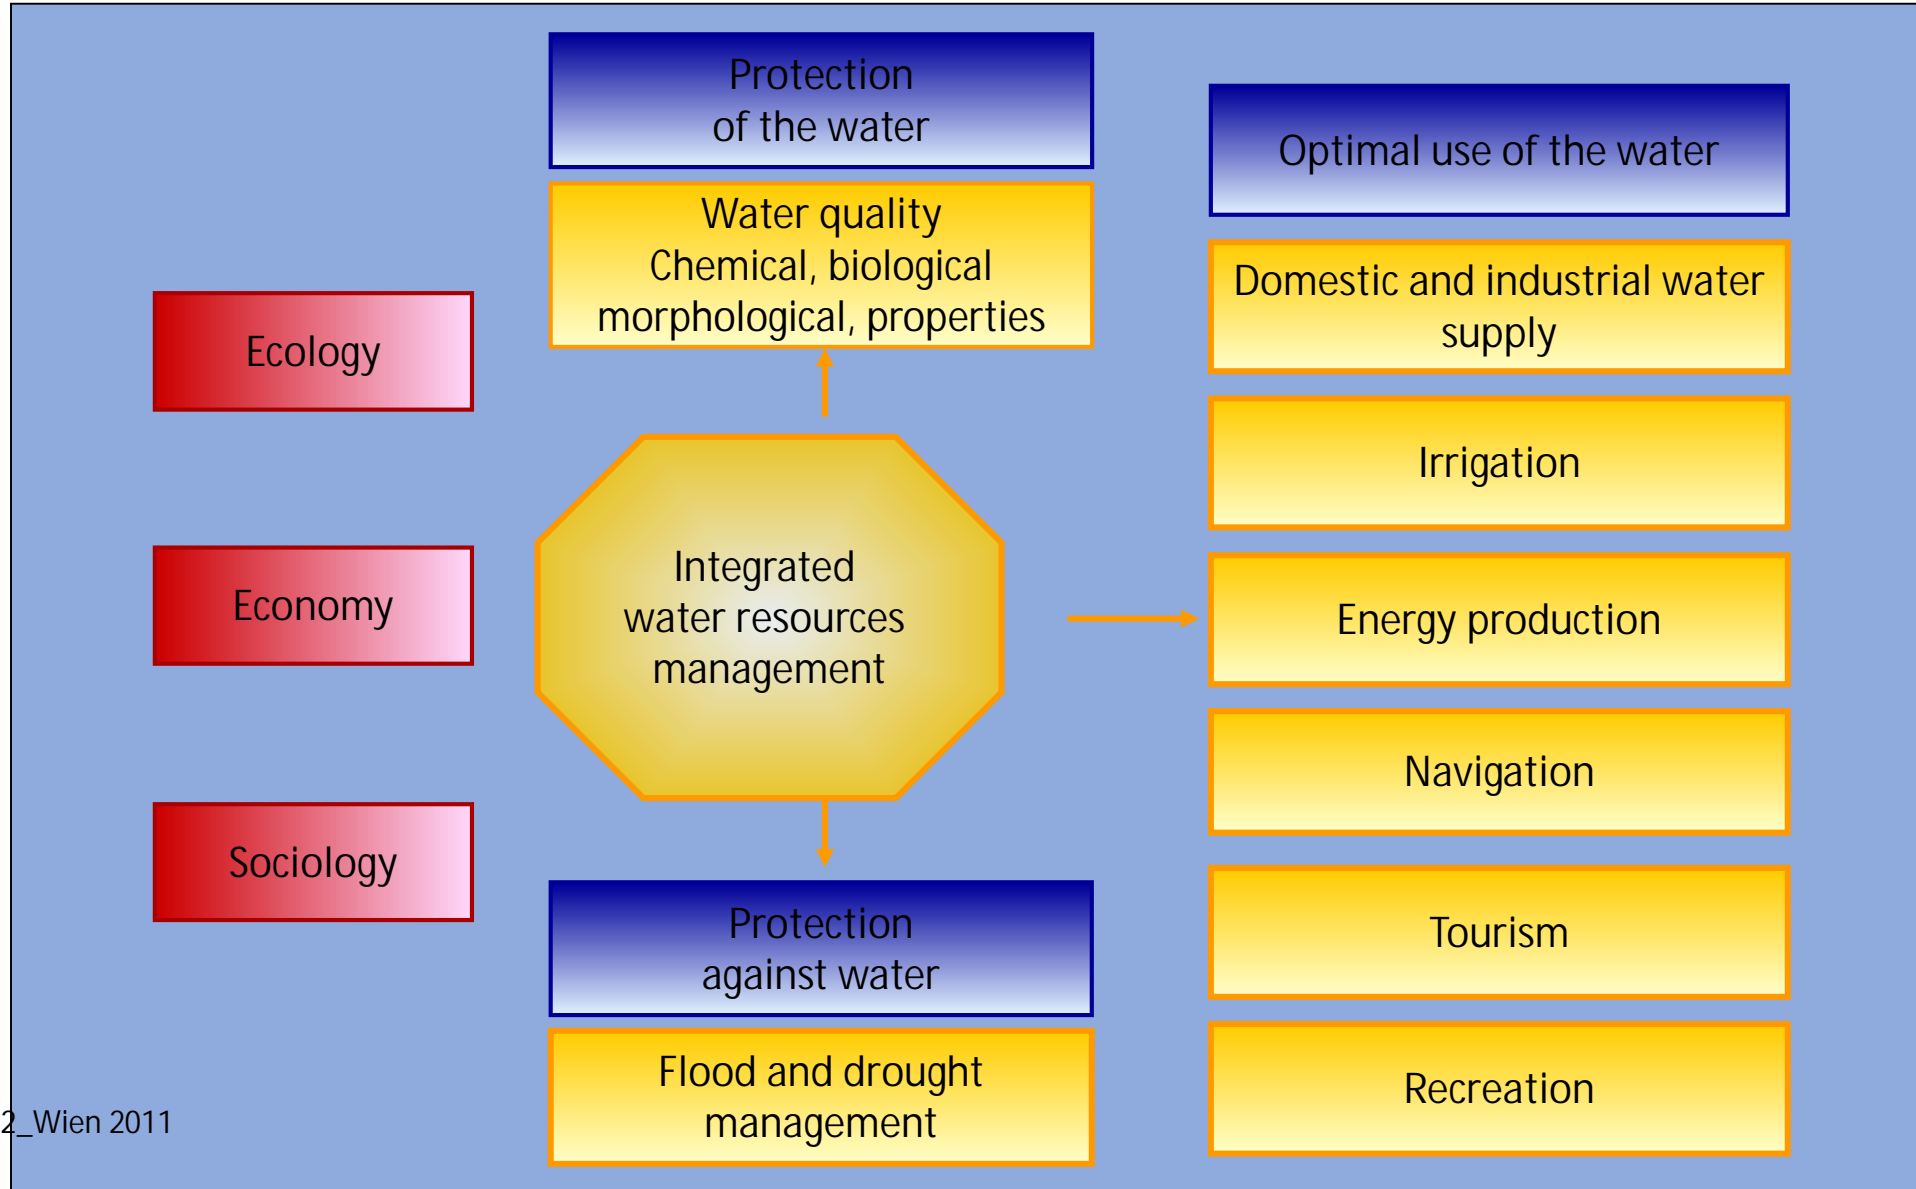 Protection
of the water
Water quality
Chemical, biological
morphological, properties
Optimal use of the water
Domestic and industrial water
supply
Irrigation
Energy production
Navigation
Tourism
Recreation
Ecology
Economy
Sociology
Integrated
water resources
management
Protection
against water
Flood and drought
management
2_Wien 2011